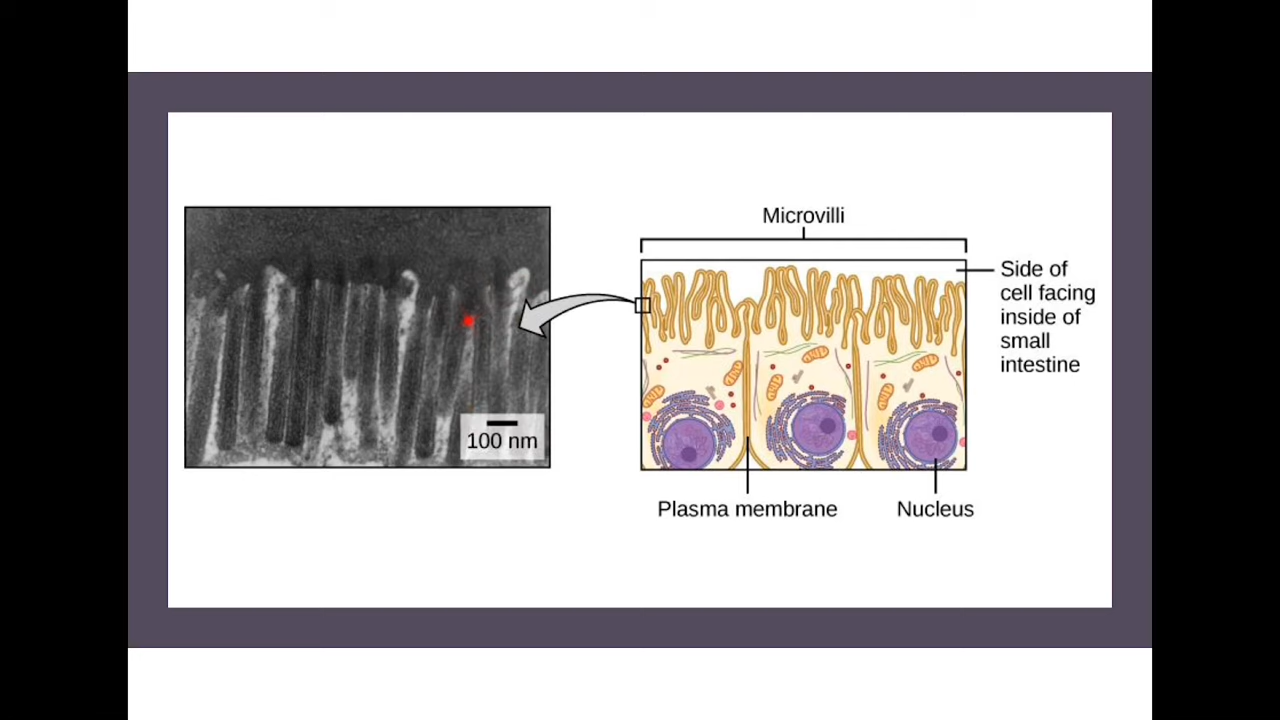 Microvilli
Side of
cell facing
inside of
small
intestine
100 nm
Plasma membrane
Nucleus